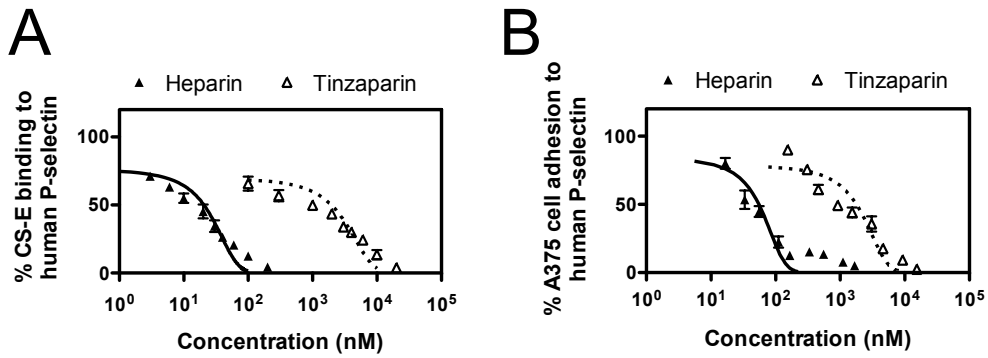 A
▲ Heparin △ Tinzaparin
% CS-E binding to
human P-selectin
100
50
0
10⁰ 10¹ 10² 10³ 10⁴ 10⁵
Concentration (nM)
B
▲ Heparin △ Tinzaparin
% A375 cell adhesion to
human P-selectin
100
50
0
10⁰ 10¹ 10² 10³ 10⁴ 10⁵
Concentration (nM)